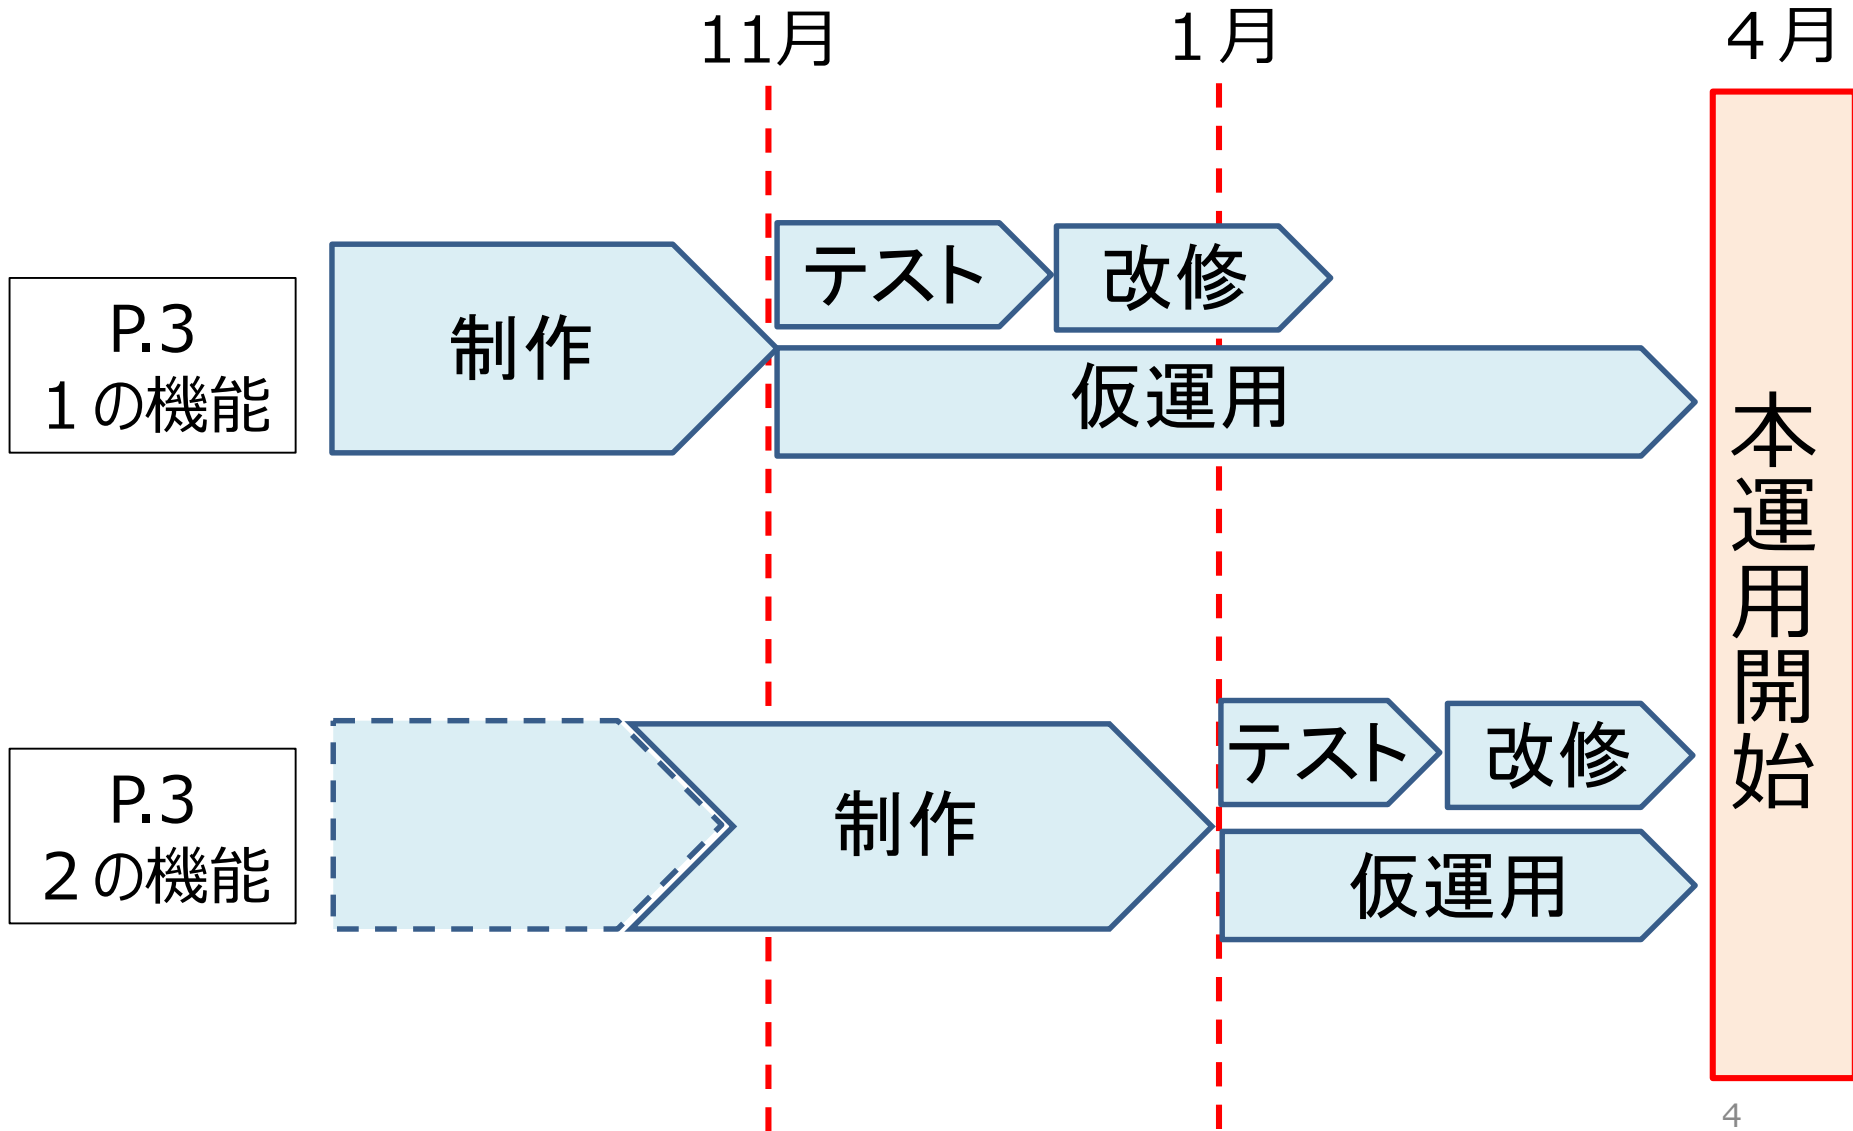 11月
１月
４月
P.3
１の機能
制作
テスト
改修
仮運用
P.3
２の機能
制作
テスト
改修
仮運用
本運用開始
4